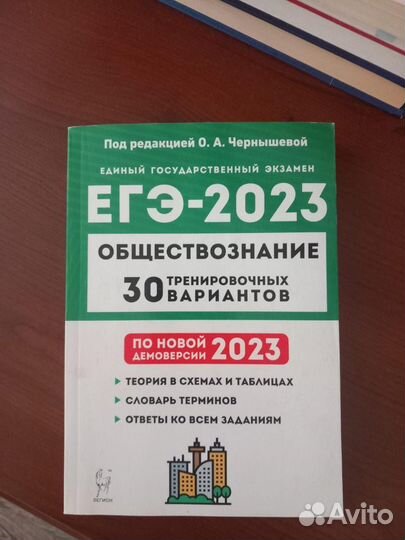 Под редакцией О. А. Чернышевой
ЕДИНЫЙ ГОСУДАРСТВЕННЫЙ ЭКЗАМЕН
ЕГЭ-2023
ОБЩЕСТВОЗНАНИЕ
30 ТРЕНИРОВОЧНЫХ
ВАРИАНТОВ
ПО НОВОЙ
ДЕМОВЕРСИИ 2023
ТЕОРИЯ В СХЕМАХ И ТАБЛИЦАХ
СЛОВАРЬ ТЕРМИНОВ
ОТВЕТЫ КО ВСЕМ ЗАДАНИЯМ
ЛЕГИОН
Avito